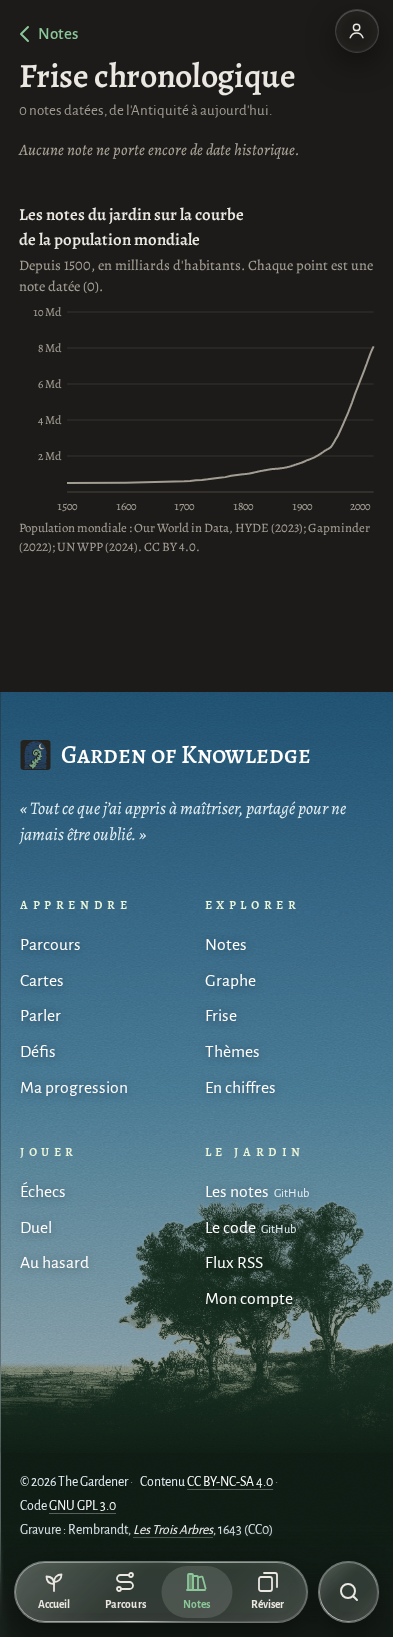 Notes
Frise chronologique
0 notes datées, de l'Antiquité à aujourd'hui.
Aucune note ne porte encore de date historique.
Les notes du jardin sur la courbe
de la population mondiale
Depuis 1500, en milliards d'habitants. Chaque point est une
note datée (0).
10 Md
8 Md
6 Md
4 Md
2 Md
1500 1600 1700 1800 1900 2000
Population mondiale : Our World in Data, HYDE (2023); Gapminder
(2022); UN WPP (2024). CC BY 4.0.
Garden of Knowledge
« Tout ce que j'ai appris à maîtriser, partagé pour ne
jamais être oublié. »
APPRENDRE
Parcours
Cartes
Parler
Défis
Ma progression
EXPLORER
Notes
Graphe
Frise
Thèmes
En chiffres
JOUER
Échecs
Duel
Au hasard
LE JARDIN
Les notes GitHub
Le code GitHub
Flux RSS
Mon compte
© 2026 The Gardener · Contenu CC BY-NC-SA 4.0 ·
Code GNU GPL 3.0
Gravure : Rembrandt, Les Trois Arbres, 1643 (CC0)
Accueil Parcours Notes Réviser